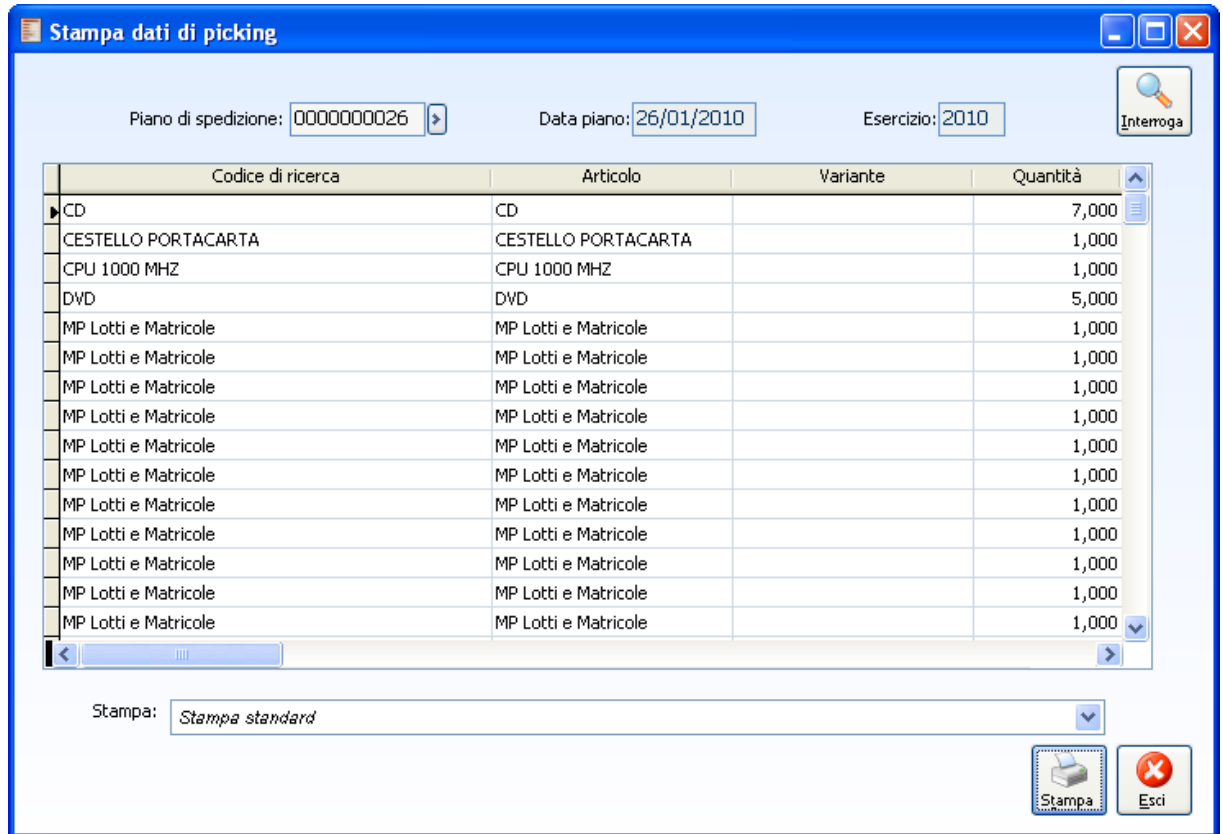 Stampa dati di picking
Piano di spedizione: 0000000026 Data piano: 26/01/2010 Esercizio: 2010
Interroga
Codice di ricerca Articolo Variante Quantità
CD CD 7,000
CESTELLO PORTACARTA CESTELLO PORTACARTA 1,000
CPU 1000 MHZ CPU 1000 MHZ 1,000
DVD DVD 5,000
MP Lotti e Matricole MP Lotti e Matricole 1,000
MP Lotti e Matricole MP Lotti e Matricole 1,000
MP Lotti e Matricole MP Lotti e Matricole 1,000
MP Lotti e Matricole MP Lotti e Matricole 1,000
MP Lotti e Matricole MP Lotti e Matricole 1,000
MP Lotti e Matricole MP Lotti e Matricole 1,000
MP Lotti e Matricole MP Lotti e Matricole 1,000
MP Lotti e Matricole MP Lotti e Matricole 1,000
MP Lotti e Matricole MP Lotti e Matricole 1,000
MP Lotti e Matricole MP Lotti e Matricole 1,000
MP Lotti e Matricole MP Lotti e Matricole 1,000
Stampa: Stampa standard
Stampa Esci